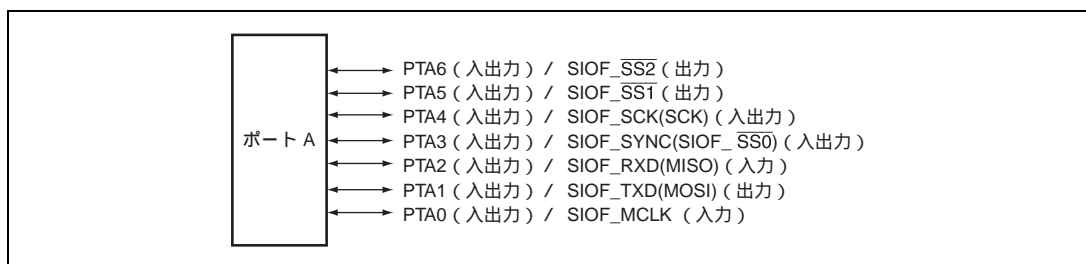 ポート A
PTA6（入出力）/ SIOF_SS2（出力）
PTA5（入出力）/ SIOF_SS1（出力）
PTA4（入出力）/ SIOF_SCK(SCK)（入出力）
PTA3（入出力）/ SIOF_SYNC(SIOF_ SS0)（入出力）
PTA2（入出力）/ SIOF_RXD(MISO)（入力）
PTA1（入出力）/ SIOF_TXD(MOSI)（出力）
PTA0（入出力）/ SIOF_MCLK （入力）